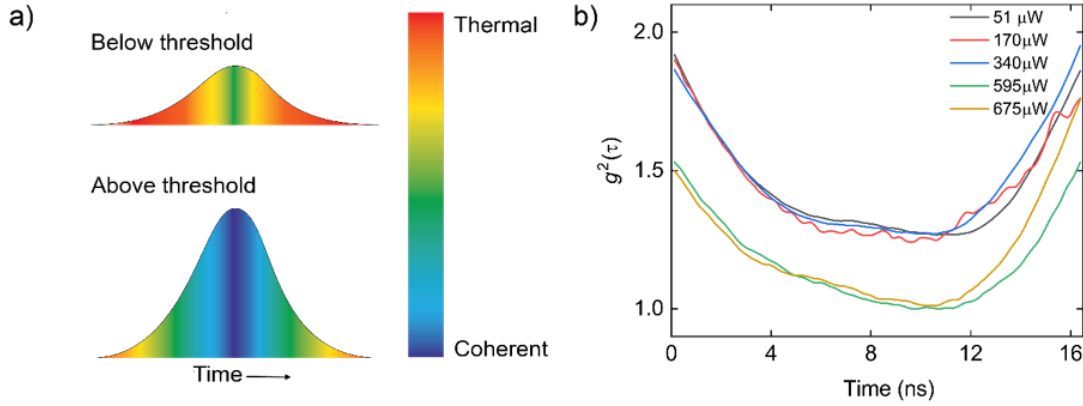 a)
Below threshold
Above threshold
Time
Thermal
Coherent
b)
g²(τ)
2.0
1.5
1.0
51 μW
170μW
340μW
595μW
675μW
0 4 8 12 16
Time (ns)